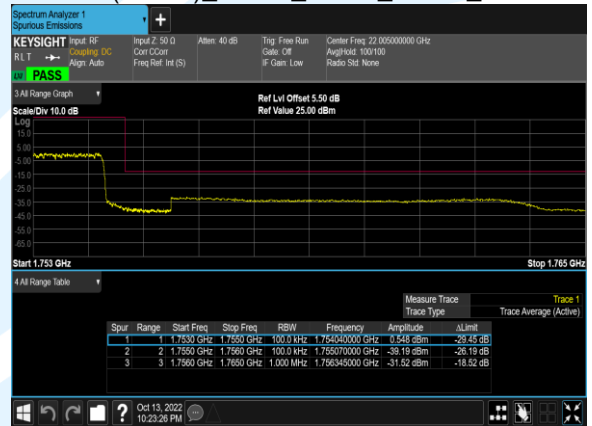 Spectrum Analyzer 1
Spurious Emissions
KEYSIGHT Input: RF Input Z: 50 Ω Atten: 40 dB Trig: Free Run Center Freq: 22.005000000 GHz
RLT Coupling: DC Corr CCorr Gate: Off Avg|Hold: 100/100
Align: Auto Freq Ref: Int (S) IF Gain: Low Radio Std: None
PASS
3 All Range Graph
Ref Lvl Offset 5.50 dB
Scale/Div 10.0 dB Ref Value 25.00 dBm
Log
15.0
5.00
-5.00
-15.0
-25.0
-35.0
-45.0
-55.0
-65.0
Start 1.753 GHz Stop 1.765 GHz
4 All Range Table
Measure Trace Trace 1
Trace Type Trace Average (Active)
Spur Range Start Freq Stop Freq RBW Frequency Amplitude ΔLimit
1 1 1.7530 GHz 1.7550 GHz 100.0 kHz 1.754040000 GHz 0.548 dBm -29.45 dB
2 2 1.7550 GHz 1.7560 GHz 100.0 kHz 1.755070000 GHz -39.19 dBm -26.19 dB
3 3 1.7560 GHz 1.7650 GHz 1.000 MHz 1.756345000 GHz -31.52 dBm -18.52 dB
Oct 13, 2022
10:23:26 PM